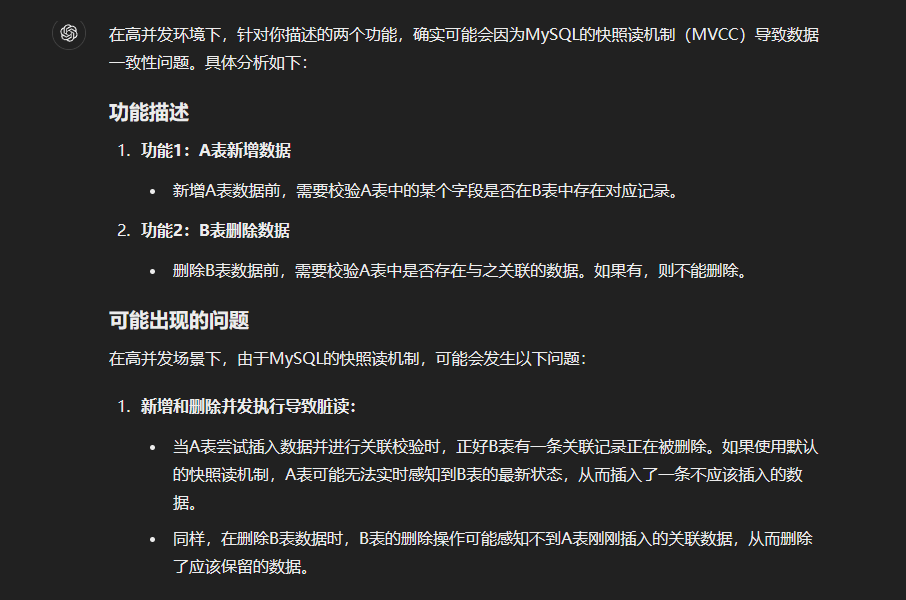 在高并发环境下，针对你描述的两个功能，确实可能会因为MySQL的快照读机制（MVCC）导致数据
一致性问题。具体分析如下：
功能描述
1. 功能1：A表新增数据
• 新增A表数据前，需要校验A表中的某个字段是否在B表中存在对应记录。
2. 功能2：B表删除数据
• 删除B表数据前，需要校验A表中是否存在与之关联的数据。如果有，则不能删除。
可能出现的问题
在高并发场景下，由于MySQL的快照读机制，可能会发生以下问题：
1. 新增和删除并发执行导致脏读：
• 当A表尝试插入数据并进行关联校验时，正好B表有一条关联记录正在被删除。如果使用默认
的快照读机制，A表可能无法实时感知到B表的最新状态，从而插入了一条不应该插入的数
据。
• 同样，在删除B表数据时，B表的删除操作可能感知不到A表刚刚插入的关联数据，从而删除
了应该保留的数据。